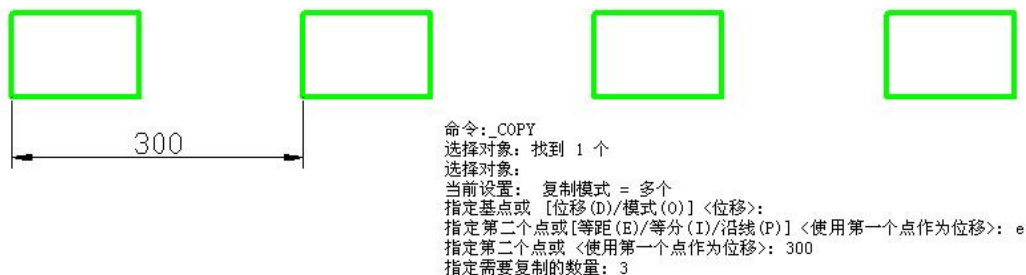 300
命令:_COPY
选择对象: 找到 1 个
选择对象:
当前设置:  复制模式 = 多个
指定基点或 [位移(D)/模式(O)] <位移>:
指定第二个点或[等距(E)/等分(I)/沿线(P)] <使用第一个点作为位移>: e
指定第二个点或 <使用第一个点作为位移>: 300
指定需要复制的数量: 3